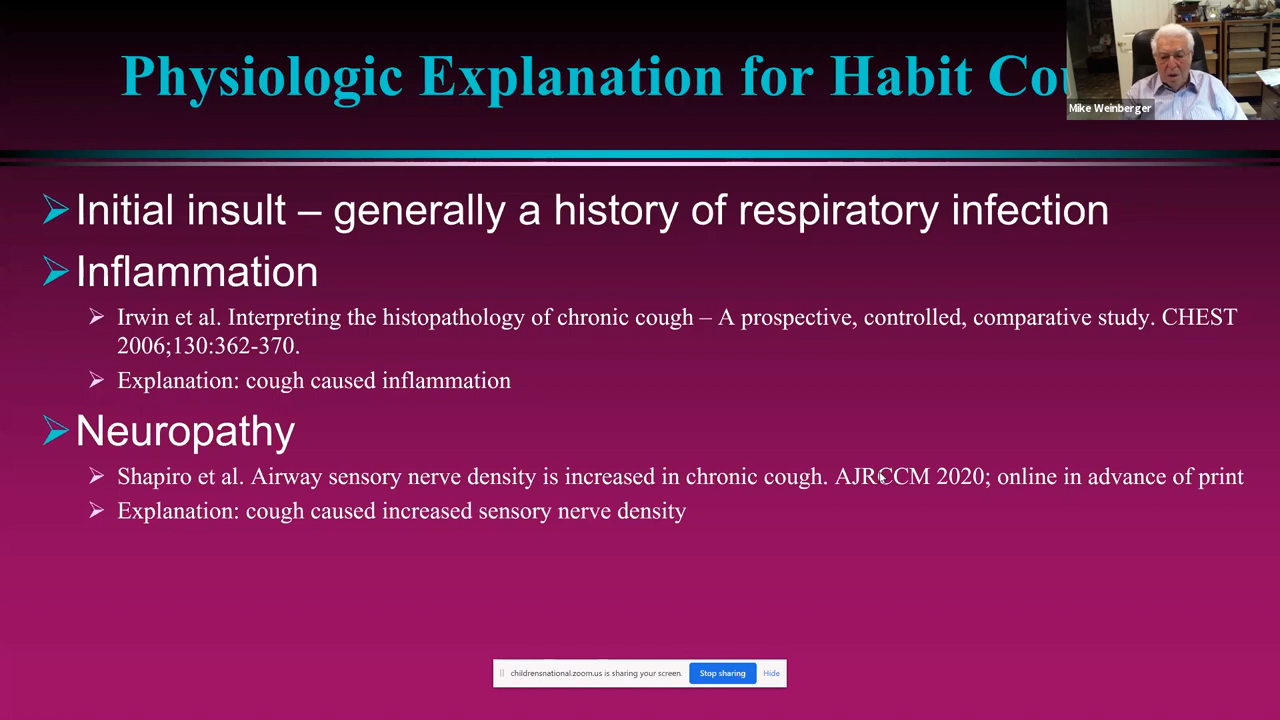 Physiologic Explanation for Habit
Mike Weinberger
➢Initial insult – generally a history of respiratory infection
➢Inflammation
➢ Irwin et al. Interpreting the histopathology of chronic cough – A prospective, controlled, comparative study. CHEST
2006;130:362-370.
➢ Explanation: cough caused inflammation
➢Neuropathy
➢ Shapiro et al. Airway sensory nerve density is increased in chronic cough. AJRCCM 2020; online in advance of print
➢ Explanation: cough caused increased sensory nerve density
childrensnational.zoom.us is sharing your screen. Stop sharing Hide